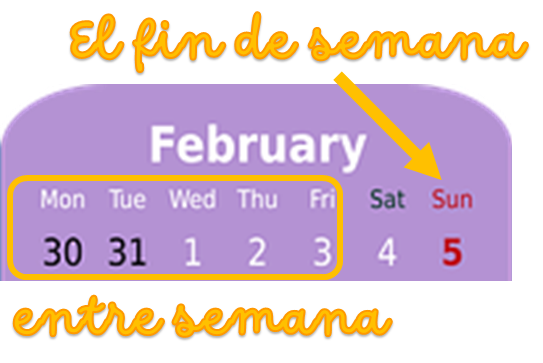 El fin de semana
February
Mon Tue Wed Thu Fri Sat Sun
30 31 1 2 3 4 5
entre semana